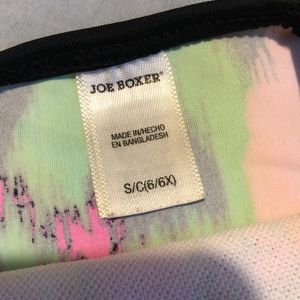 JOE BOXER®
MADE IN/HECHO
EN BANGLADESH
S/C(6/6X)